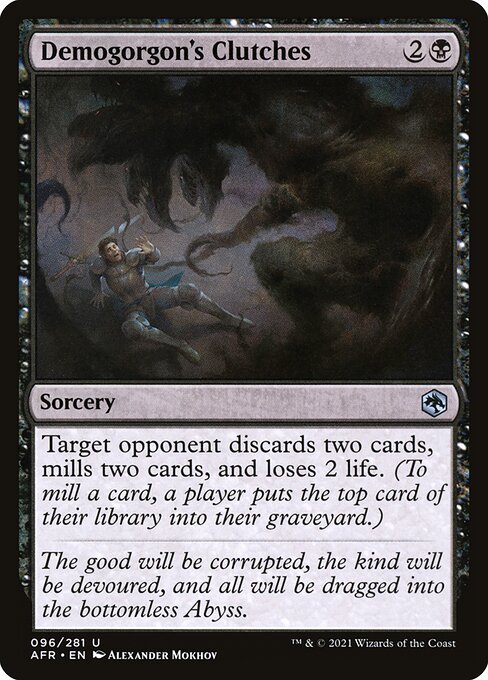 Demogorgon's Clutches 2
Sorcery
Target opponent discards two cards,
mills two cards, and loses 2 life. (To
mill a card, a player puts the top card of
their library into their graveyard.)
The good will be corrupted, the kind will
be devoured, and all will be dragged into
the bottomless Abyss.
096/281 U
™ & © 2021 Wizards of the Coast
AFR • EN Alexander Mokhov